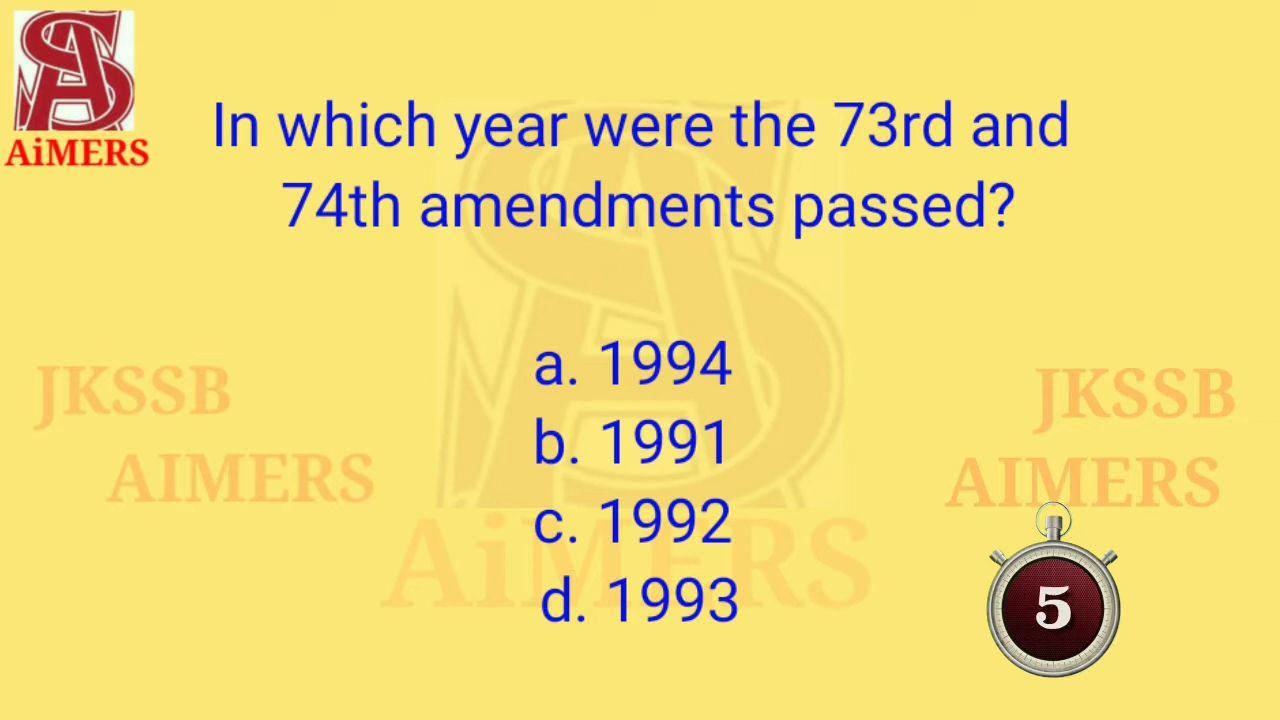 AiMERS
In which year were the 73rd and
74th amendments passed?
a. 1994
b. 1991
c. 1992
d. 1993
JKSSB
AIMERS
JKSSB
AIMERS
AiMERS
5